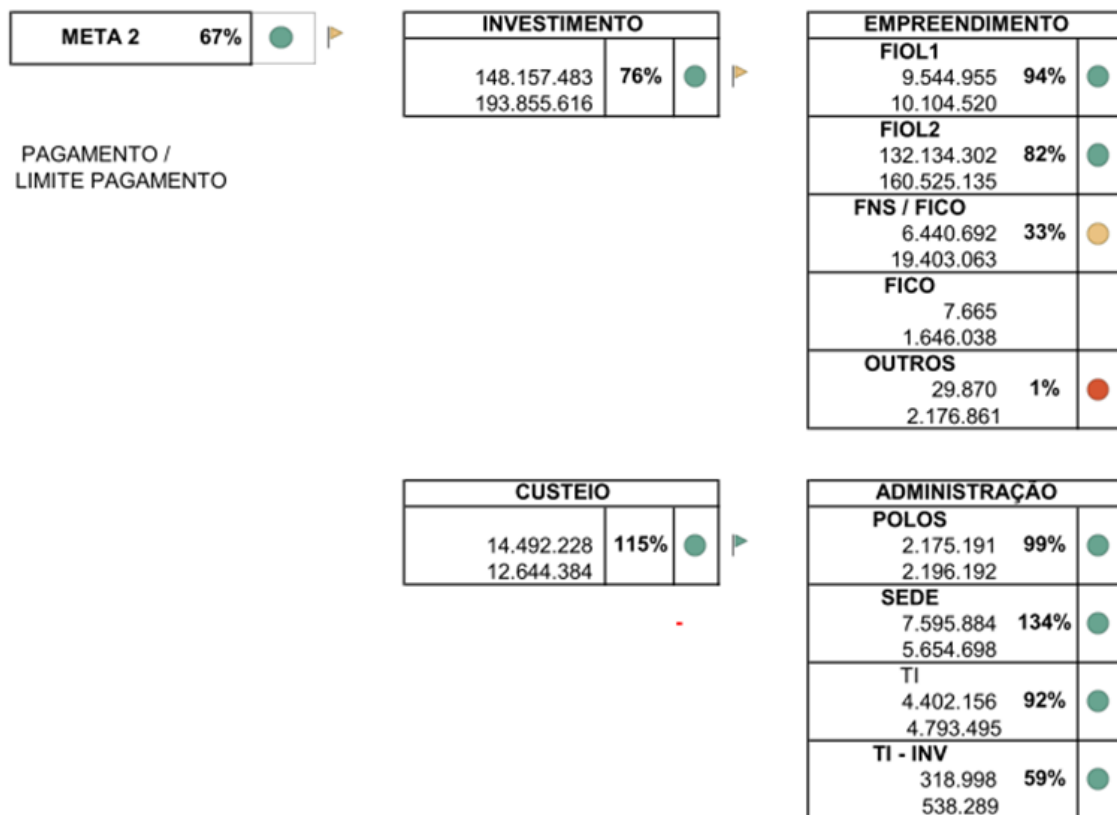 META 2 67%
PAGAMENTO /
LIMITE PAGAMENTO
INVESTIMENTO
148.157.483 76%
193.855.616
EMPREENDIMENTO
FIOL1
9.544.955 94%
10.104.520
FIOL2
132.134.302 82%
160.525.135
FNS / FICO
6.440.692 33%
19.403.063
FICO
7.665
1.646.038
OUTROS
29.870 1%
2.176.861
CUSTEIO
14.492.228 115%
12.644.384
-
ADMINISTRAÇÃO
POLOS
2.175.191 99%
2.196.192
SEDE
7.595.884 134%
5.654.698
TI
4.402.156 92%
4.793.495
TI - INV
318.998 59%
538.289